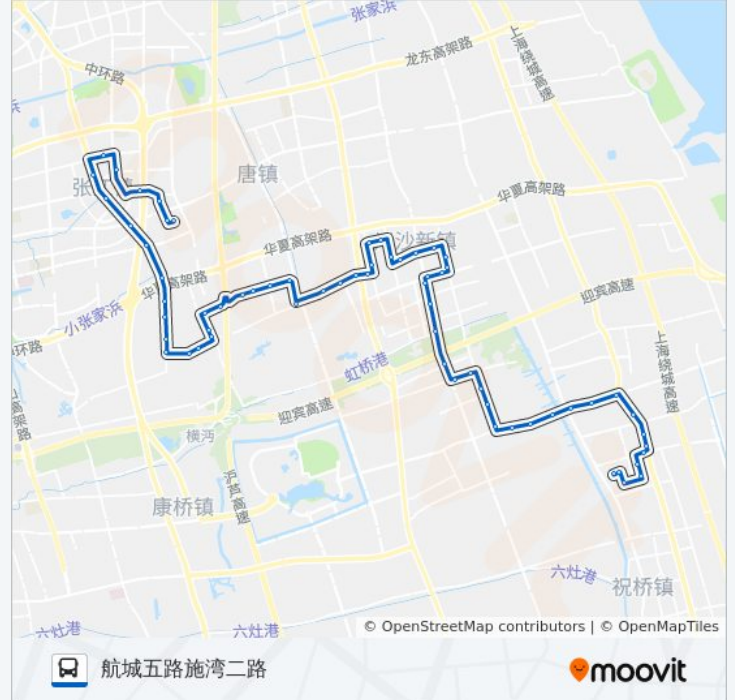 张家浜
上海绕城高速
龙东高架路
中环路
唐镇
张
华夏高架路
沙新镇
华夏高架路
华 高架路
迎宾高速
小张家浜
环路
上海绕城高速
虹桥港
高架路
迎宾高速
横沔
沪芦高速
康桥镇
六灶港
祝桥镇
六灶港
六灶港
© OpenStreetMap contributors | © OpenMapTiles
航城五路施湾二路
moovit